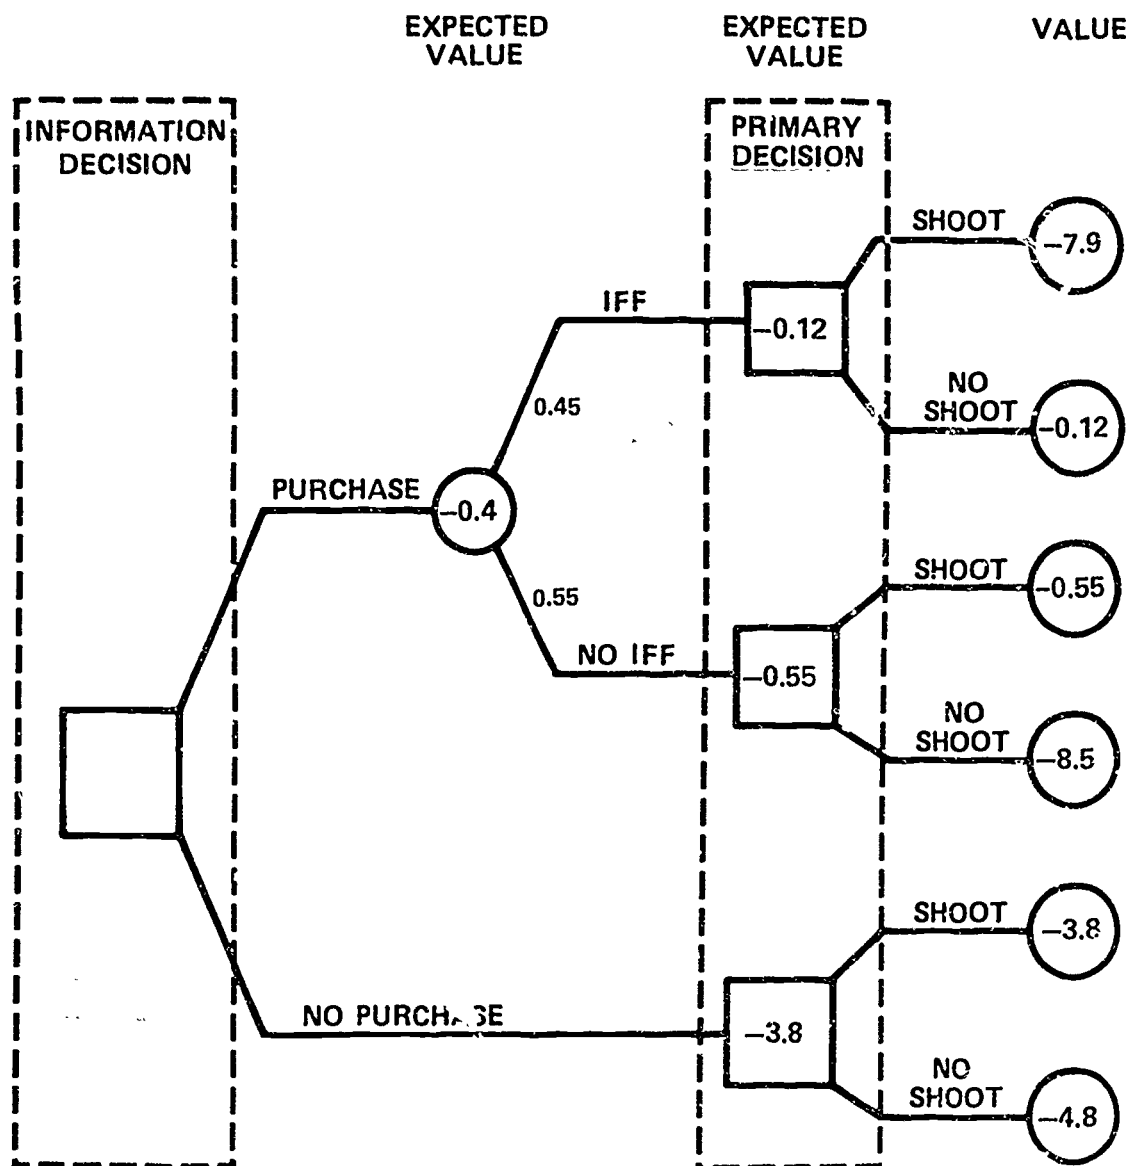 EXPECTED
VALUE
EXPECTED
VALUE
VALUE
INFORMATION
DECISION
PRIMARY
DECISION
SHOOT
−7.9
IFF
−0.12
NO
SHOOT
−0.12
0.45
PURCHASE
−0.4
SHOOT
−0.55
0.55
NO IFF
−0.55
NO
SHOOT
−8.5
SHOOT
−3.8
NO PURCHASE
−3.8
NO
SHOOT
−4.8